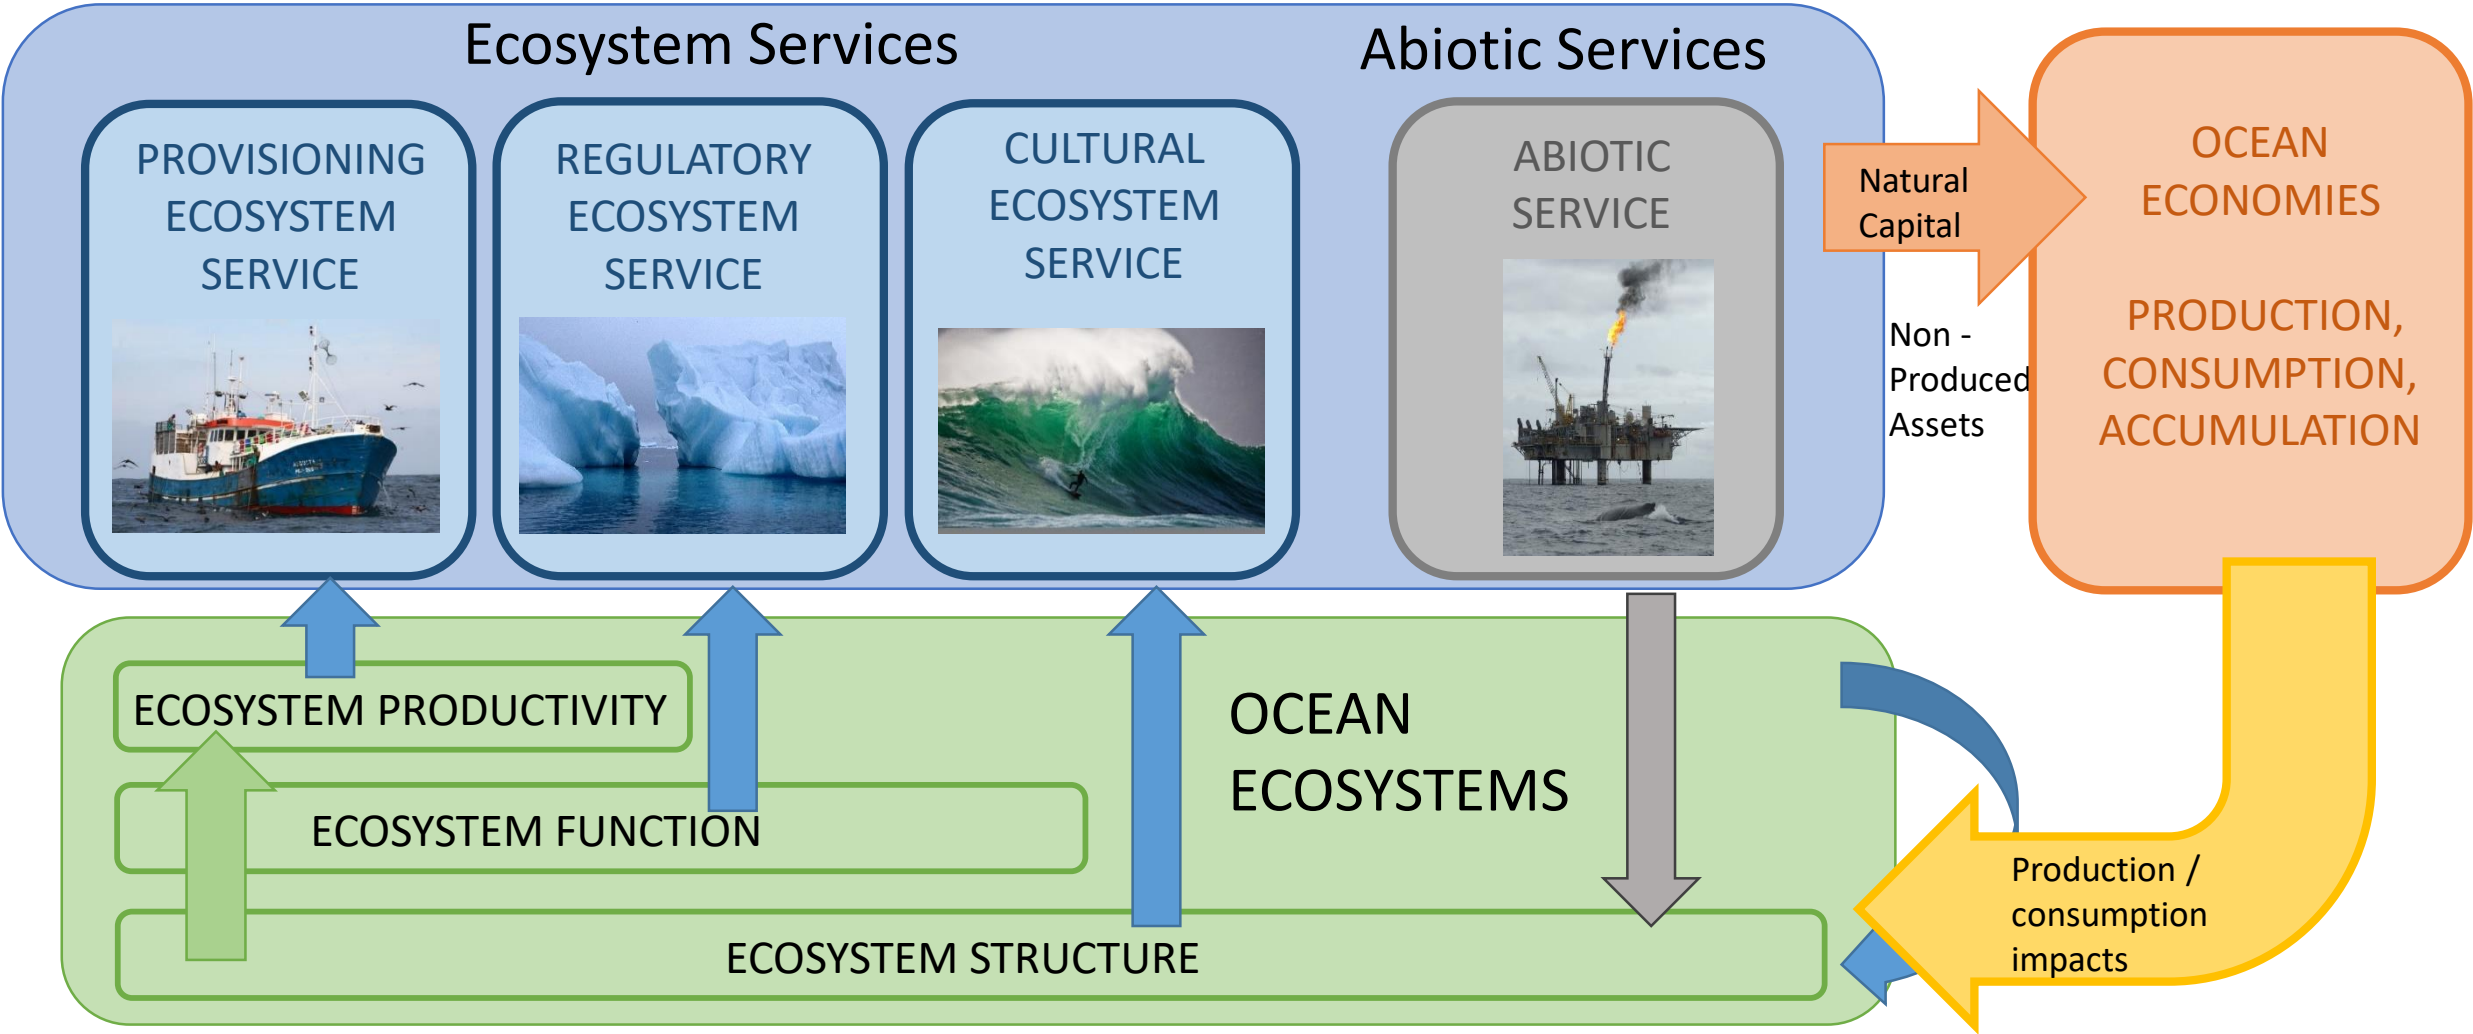 Ecosystem Services
Abiotic Services
PROVISIONING
ECOSYSTEM
SERVICE
REGULATORY
ECOSYSTEM
SERVICE
CULTURAL
ECOSYSTEM
SERVICE
ABIOTIC
SERVICE
Natural
Capital
Non -
Produced
Assets
OCEAN
ECONOMIES
PRODUCTION,
CONSUMPTION,
ACCUMULATION
ECOSYSTEM PRODUCTIVITY
ECOSYSTEM FUNCTION
ECOSYSTEM STRUCTURE
OCEAN
ECOSYSTEMS
Production /
consumption
impacts